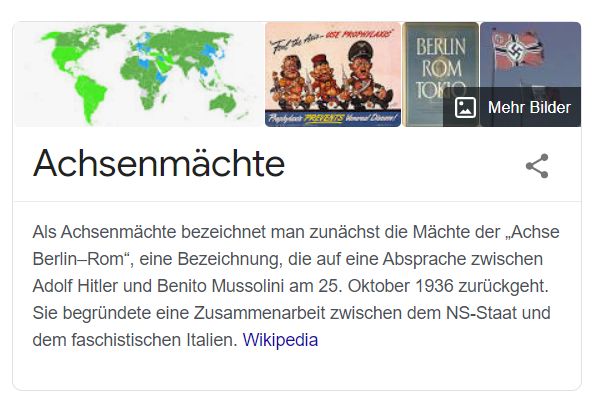 "Fool the Axis - USE PROPHYLAXIS"
Prophylaxis PREVENTS Venereal Disease!
BERLIN
ROM
TOKIO
Mehr Bilder
Achsenmächte
Als Achsenmächte bezeichnet man zunächst die Mächte der „Achse
Berlin–Rom“, eine Bezeichnung, die auf eine Absprache zwischen
Adolf Hitler und Benito Mussolini am 25. Oktober 1936 zurückgeht.
Sie begründete eine Zusammenarbeit zwischen dem NS-Staat und
dem faschistischen Italien. Wikipedia